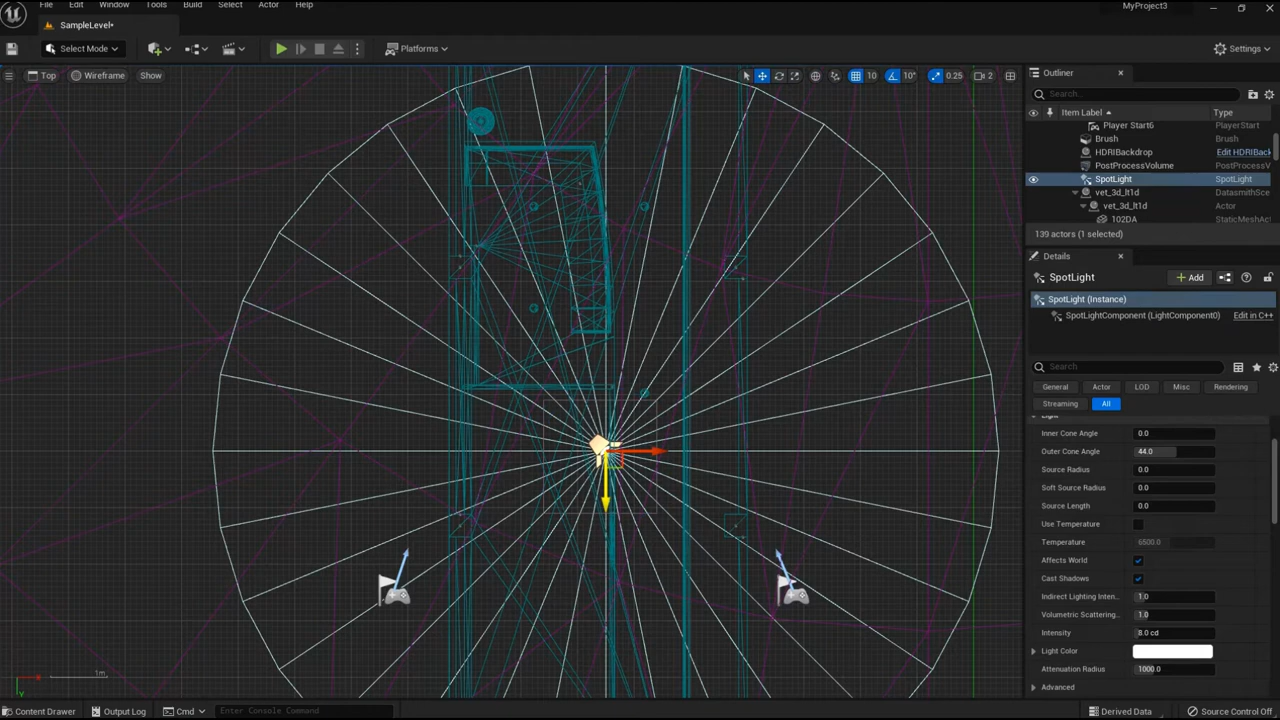 File Edit Window Tools Build Select Actor Help MyProject3
SampleLevel*
Select Mode Platforms Settings
Top Wireframe Show 10 10° 0.25 2
Outliner
Search...
Item Label Type
Player Start6 PlayerStart
Brush Brush
HDRIBackdrop Edit HDRIBack
PostProcessVolume PostProcessV
SpotLight SpotLight
vet_3d_lt1d DatasmithSce
vet_3d_lt1d Actor
102DA StaticMeshAc
139 actors (1 selected)
Details
SpotLight Add
SpotLight (Instance)
SpotLightComponent (LightComponent0) Edit in C++
Search
General Actor LOD Misc Rendering
Streaming All
Light
Inner Cone Angle 0.0
Outer Cone Angle 44.0
Source Radius 0.0
Soft Source Radius 0.0
Source Length 0.0
Use Temperature
Temperature 6500.0
Affects World
Cast Shadows
Indirect Lighting Inten... 1.0
Volumetric Scattering... 1.0
Intensity 8.0 cd
Light Color
Attenuation Radius 1000.0
Advanced
1m
Y
Content Drawer Output Log Cmd Enter Console Command Derived Data Source Control Off